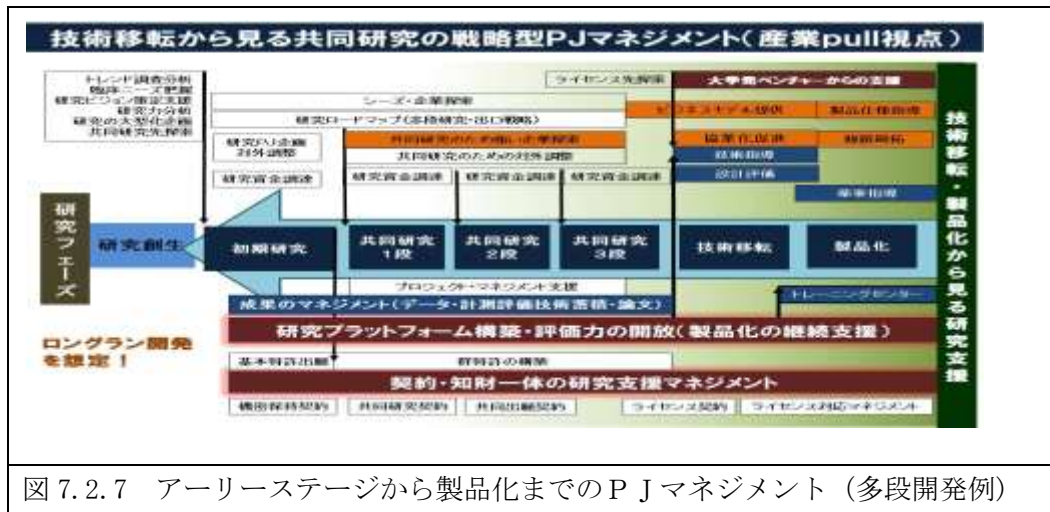 技術移転から見る共同研究の戦略型PJマネジメント(産業pull視点)
トレンド調査分析
臨床ニーズ把握
研究ビジョン策定支援
研究力分析
研究の大型化企画
共同研究先探索
ライセンス先探索
大学発ベンチャーからの支援
シーズ・企業探索
研究ロードマップ(多段研究・出口戦略)
ビジネスモデル提供
製品仕様指導
研究PJ企画
対外調整
共同研究のための対外調整
協業化促進
技術指導
設計評価
研究資金調達
研究資金調達
研究資金調達
研究資金調達
薬事指導
研究フェーズ
研究創生
初期研究
共同研究
1段
共同研究
2段
共同研究
3段
技術移転
製品化
技術移転・製品化から見る研究支援
プロジェクト・マネジメント支援
成果のマネジメント(データ・計測評価技術蓄積・論文)
トレーニングセンター
研究プラットフォーム構築・評価力の開放(製品化の継続支援)
ロングラン開発
を想定!
基本特許出願
群特許の構築
契約・知財一体の研究支援マネジメント
機密保持契約
共同研究契約
共同出願契約
ライセンス契約
ライセンス対応マネジメント
図 7.2.7 アーリーステージから製品化までのPJマネジメント(多段開発例)